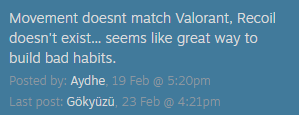 Movement doesnt match Valorant, Recoil
doesn't exist... seems like great way to
build bad habits.
Posted by: Aydhe, 19 Feb @ 5:20pm
Last post: Gökyüzü, 23 Feb @ 4:21pm